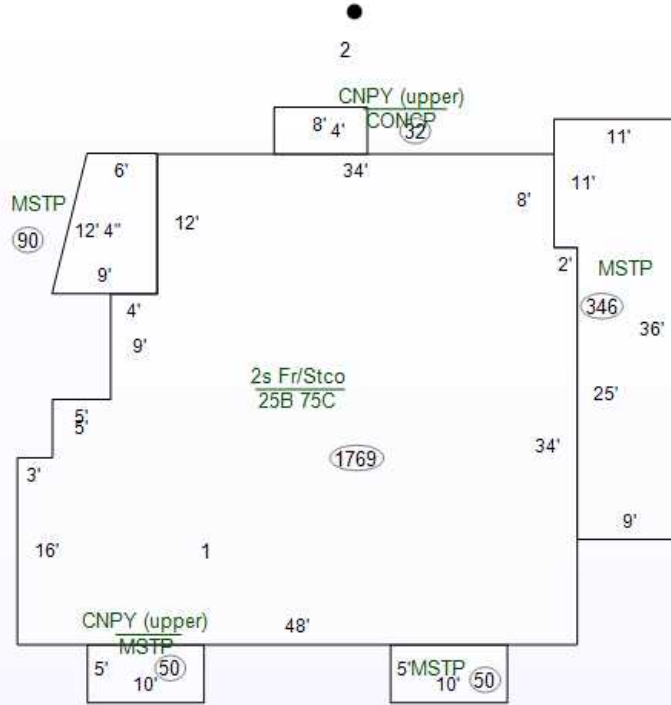 2
CNPY (upper)
8' 4' CONCP 32
11'
6' 34'
11'
MSTP 12' 8'
90 12' 4"
9' 2' MSTP
4' 346
9' 36'
2s Fr/Stco
25B 75C 25'
5'
5'
34'
1769
3'
9'
16' 1
CNPY (upper) 48'
MSTP
5' 50 5' MSTP
10' 10' 50